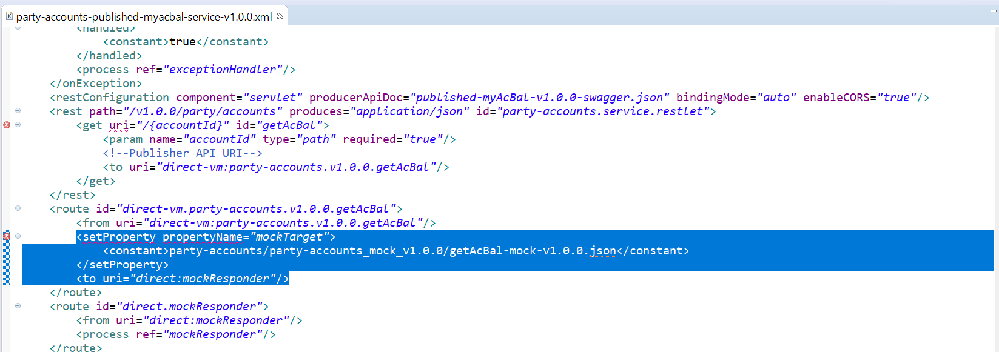 party-accounts-published-myacbal-service-v1.0.0.xml
<handled>
<constant>true</constant>
</handled>
<process ref="exceptionHandler"/>
</onException>
<restConfiguration component="servlet" producerApiDoc="published-myAcBal-v1.0.0-swagger.json" bindingMode="auto" enableCORS="true"/>
<rest path="/v1.0.0/party/accounts" produces="application/json" id="party-accounts.service.restlet">
<get uri="/{accountId}" id="getAcBal">
<param name="accountId" type="path" required="true"/>
<!--Publisher API URI-->
<to uri="direct-vm:party-accounts.v1.0.0.getAcBal"/>
</get>
</rest>
<route id="direct-vm.party-accounts.v1.0.0.getAcBal">
<from uri="direct-vm:party-accounts.v1.0.0.getAcBal"/>
<setProperty propertyName="mockTarget">
<constant>party-accounts/party-accounts_mock_v1.0.0/getAcBal-mock-v1.0.0.json</constant>
</setProperty>
<to uri="direct:mockResponder"/>
</route>
<route id="direct.mockResponder">
<from uri="direct:mockResponder"/>
<process ref="mockResponder"/>
</route>